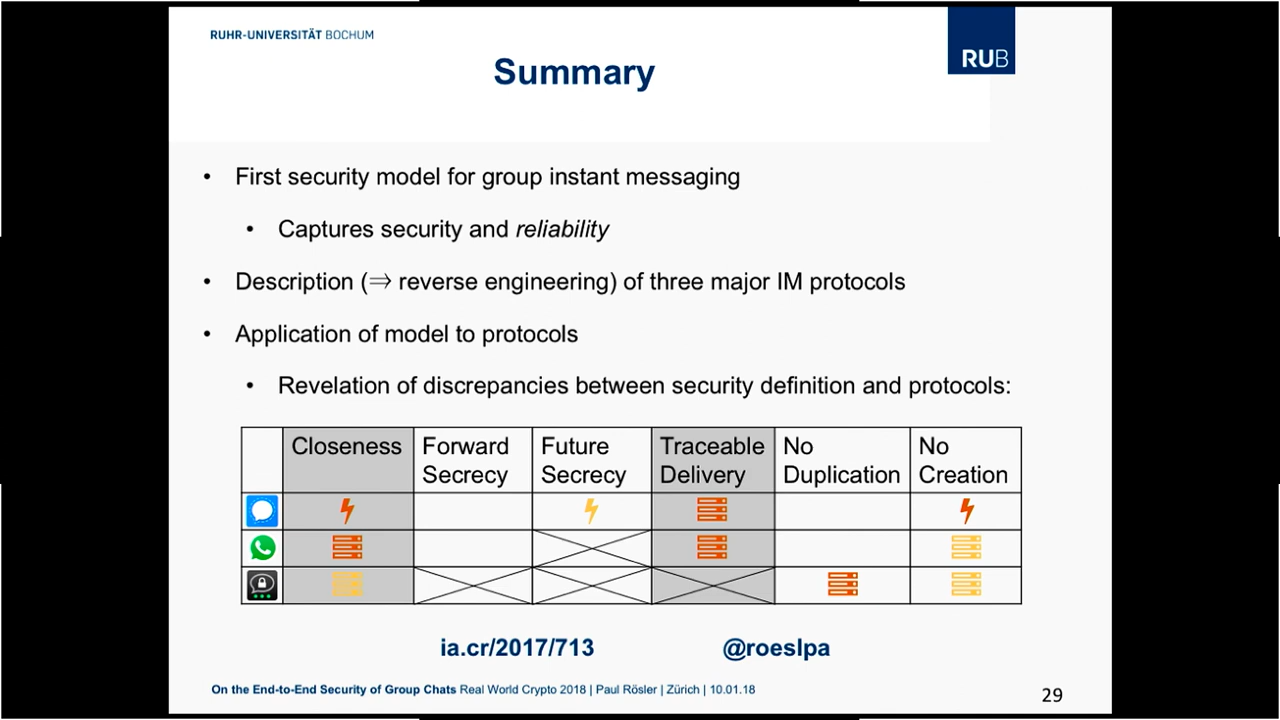 RUHR-UNIVERSITÄT BOCHUM
RUB
Summary
• First security model for group instant messaging
• Captures security and reliability
• Description (⇒ reverse engineering) of three major IM protocols
• Application of model to protocols
• Revelation of discrepancies between security definition and protocols:
Closeness Forward Secrecy Future Secrecy Traceable Delivery No Duplication No Creation
ia.cr/2017/713 @roeslpa
On the End-to-End Security of Group Chats Real World Crypto 2018 | Paul Rösler | Zürich | 10.01.18
29